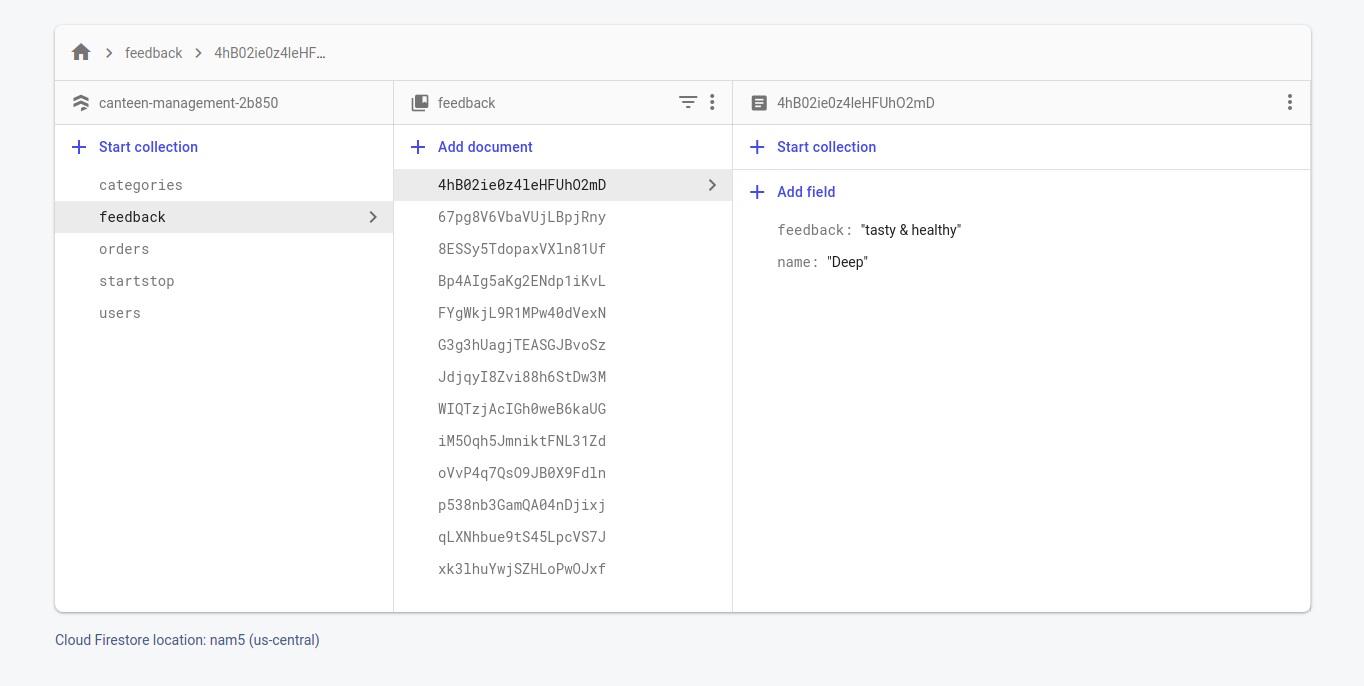 feedback 4hB02ie0z4leHF...
canteen-management-2b850
Start collection
categories
feedback
orders
startstop
users
feedback
Add document
4hB02ie0z4leHFUhO2mD
67pg8V6VbaVUjLBpjRny
8ESSy5TdopaxVXln81Uf
Bp4AIg5aKg2ENdp1iKvL
FYgWkjL9R1MPw40dVexN
G3g3hUagjTEASGJBvoSz
JdjqyI8Zvi88h6StDw3M
WIQTzjAcIGh0weB6kaUG
iM5Oqh5JmniktFNL31Zd
oVvP4q7QsO9JB0X9Fdln
p538nb3GamQA04nDjixj
qLXNhbue9tS45LpcVS7J
xk3lhuYwjSZHLoPwOJxf
4hB02ie0z4leHFUhO2mD
Start collection
Add field
feedback: "tasty & healthy"
name: "Deep"
Cloud Firestore location: nam5 (us-central)